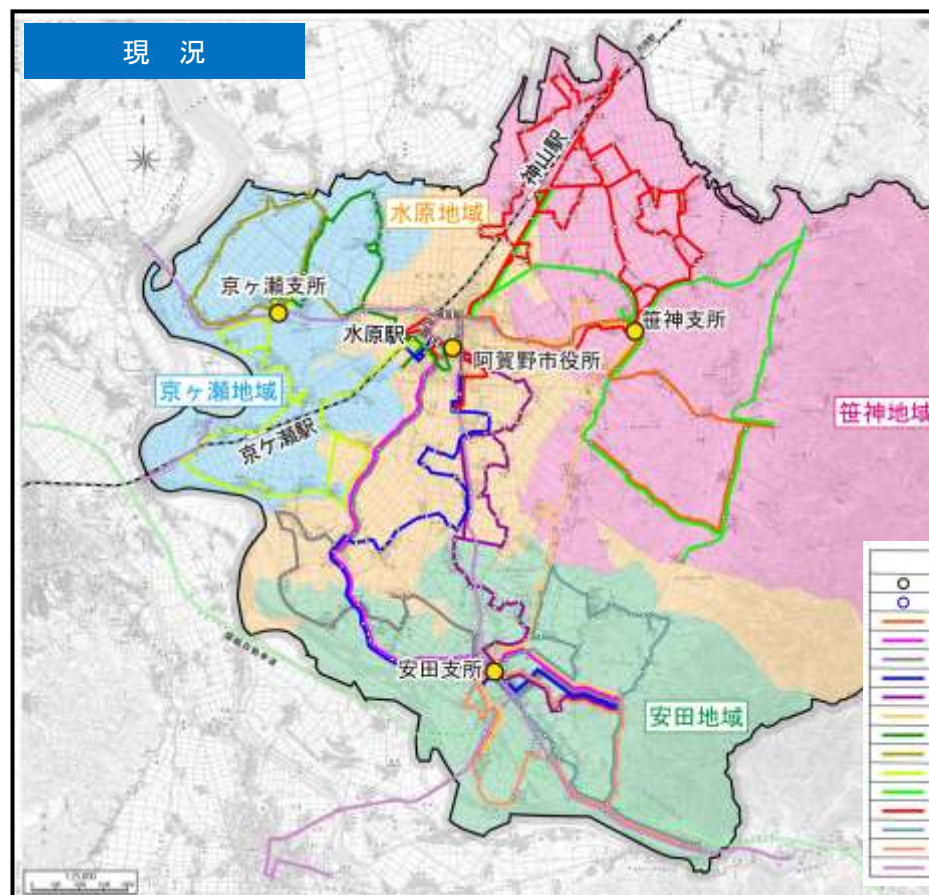 現 況
神山駅
水原地域
京ヶ瀬支所
水原駅
阿賀野市役所
笹神支所
京ヶ瀬地域
京ケ瀬駅
笹神地域
安田支所
安田地域